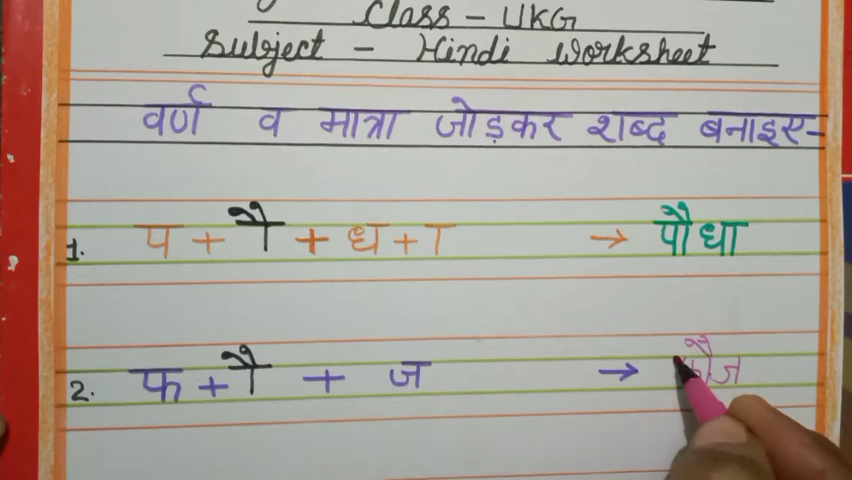 Class - UKG
Subject - Hindi Worksheet
वर्ण व मात्रा जोड़कर शब्द बनाइए-
1. प + ौ + ध + ा → पौधा
2. फ + ौ + ज → फौज